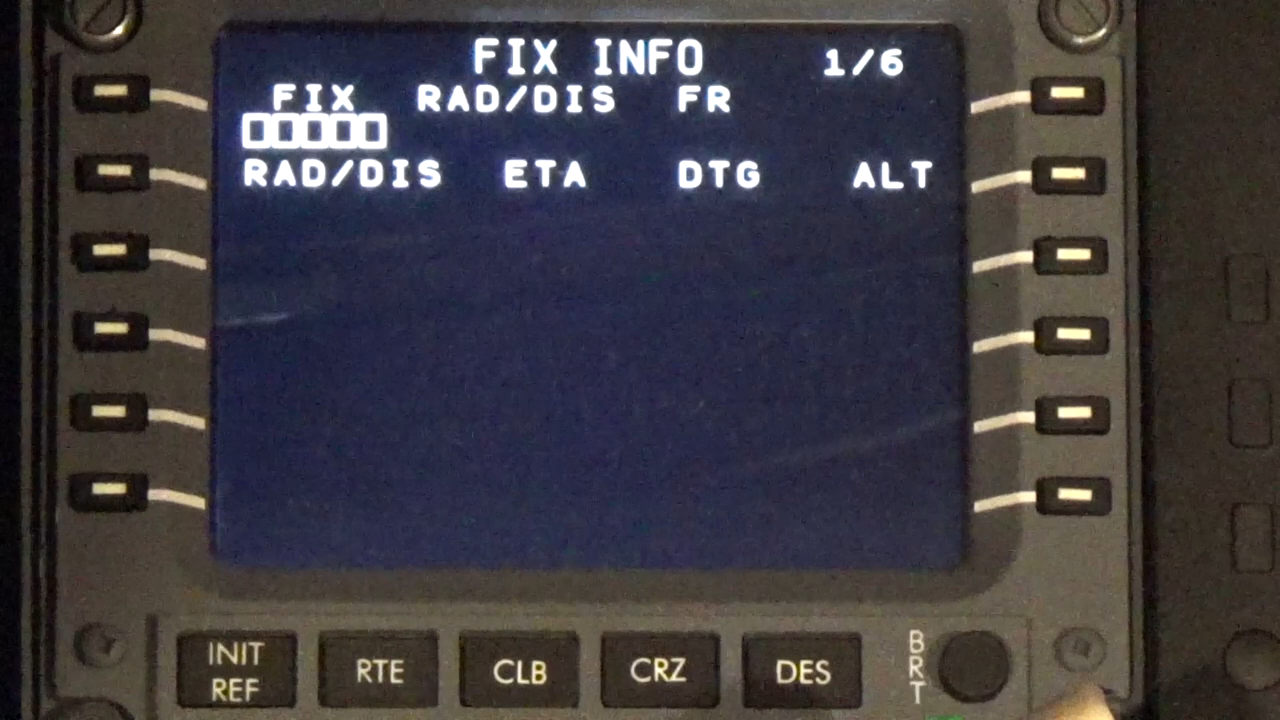 FIX INFO 1/6
FIX RAD/DIS FR
▯▯▯▯▯
RAD/DIS ETA DTG ALT
INIT REF RTE CLB CRZ DES BRT